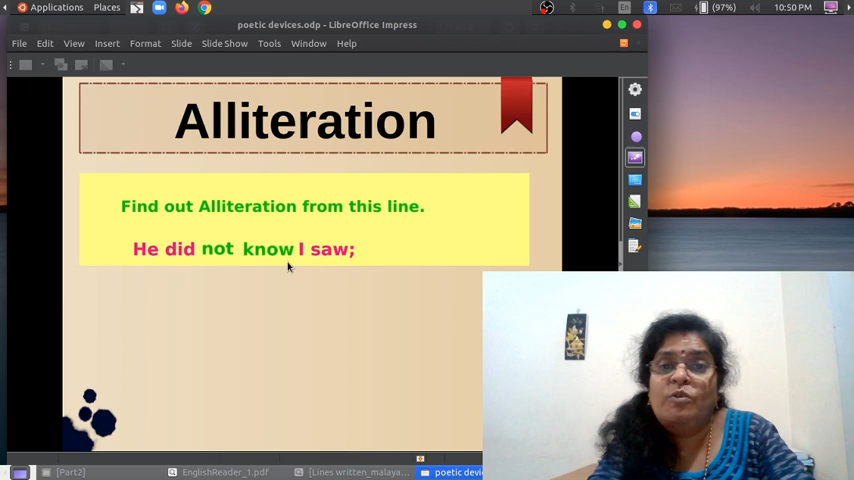 Applications Places En (97%) 10:50 PM
poetic devices.odp - LibreOffice Impress
File Edit View Insert Format Slide Slide Show Tools Window Help
Alliteration
Find out Alliteration from this line.
He did not know I saw;
[Part2] EnglishReader_1.pdf [Lines written_malaya... poetic devi